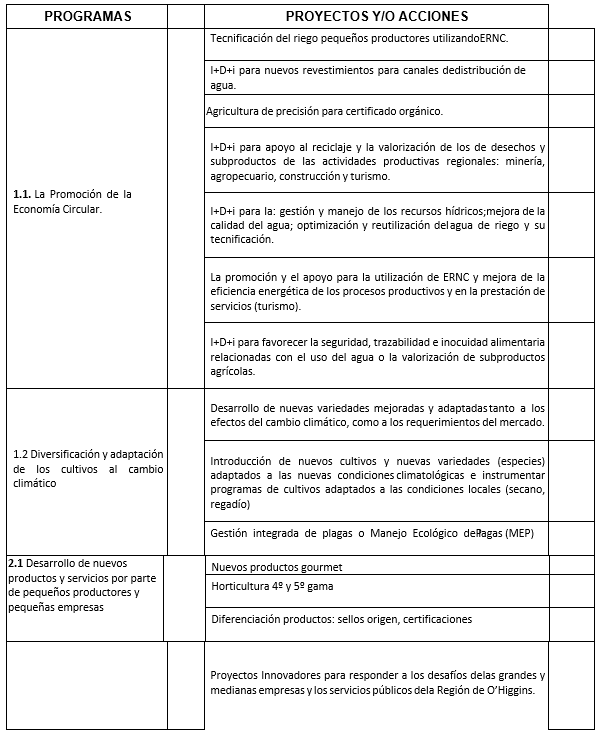 PROGRAMAS
PROYECTOS Y/O ACCIONES
1.1. La Promoción de la
Economía Circular.
Tecnificación del riego pequeños productores utilizandoERNC.
I+D+i para nuevos revestimientos para canales dedistribución de
agua.
Agricultura de precisión para certificado orgánico.
I+D+i para apoyo al reciclaje y la valorización de los de desechos y
subproductos de las actividades productivas regionales: minería,
agropecuario, construcción y turismo.
I+D+i para la: gestión y manejo de los recursos hídricos;mejora de la
calidad del agua; optimización y reutilización del agua de riego y su
tecnificación.
La promoción y el apoyo para la utilización de ERNC y mejora de la
eficiencia energética de los procesos productivos y en la prestación de
servicios (turismo).
I+D+i para favorecer la seguridad, trazabilidad e inocuidad alimentaria
relacionadas con el uso del agua o la valorización de subproductos
agrícolas.
1.2 Diversificación y adaptación
de los cultivos al cambio
climático
Desarrollo de nuevas variedades mejoradas y adaptadas tanto a los
efectos del cambio climático, como a los requerimientos del mercado.
Introducción de nuevos cultivos y nuevas variedades (especies)
adaptados a las nuevas condiciones climatológicas e instrumentar
programas de cultivos adaptados a las condiciones locales (secano,
regadío)
Gestión integrada de plagas o Manejo Ecológico dePlagas (MEP)
2.1 Desarrollo de nuevos
productos y servicios por parte
de pequeños productores y
pequeñas empresas
Nuevos productos gourmet
Horticultura 4º y 5º gama
Diferenciación productos: sellos origen, certificaciones
Proyectos Innovadores para responder a los desafíos delas grandes y
medianas empresas y los servicios públicos dela Región de O’Higgins.